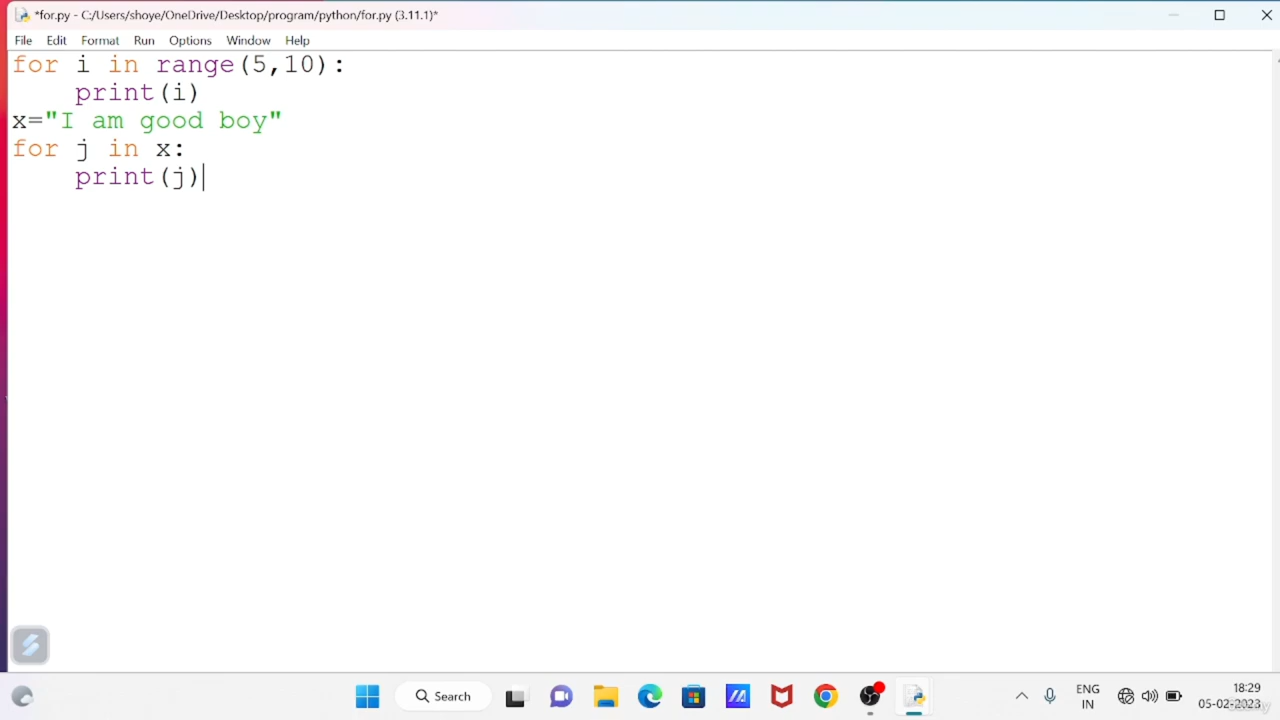 *for.py - C:/Users/shoye/OneDrive/Desktop/program/python/for.py (3.11.1)*
File Edit Format Run Options Window Help
for i in range(5,10):
    print(i)
x="I am good boy"
for j in x:
    print(j)
Search
ENG
IN
18:29
05-02-2023